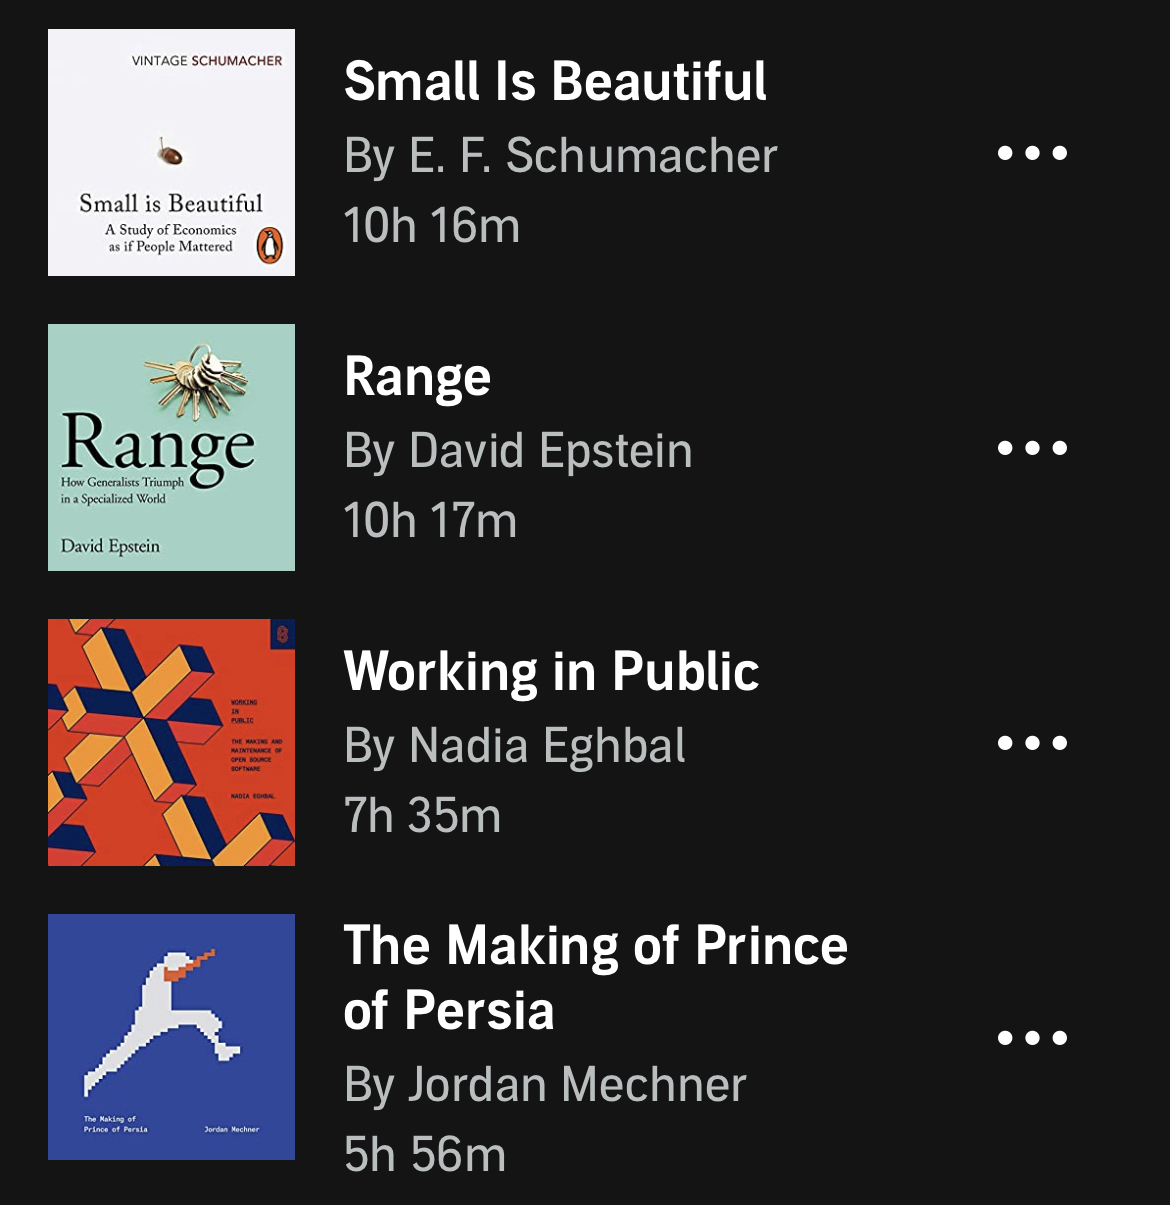 VINTAGE SCHUMACHER
Small is Beautiful
A Study of Economics
as if People Mattered
Small Is Beautiful
By E. F. Schumacher
10h 16m
Range
How Generalists Triumph
in a Specialized World
David Epstein
Range
By David Epstein
10h 17m
WORKING
IN
PUBLIC
THE MAKING AND
MAINTENANCE OF
OPEN SOURCE
SOFTWARE
NADIA EGHBAL
Working in Public
By Nadia Eghbal
7h 35m
The Making of
Prince of Persia
Jordan Mechner
The Making of Prince
of Persia
By Jordan Mechner
5h 56m